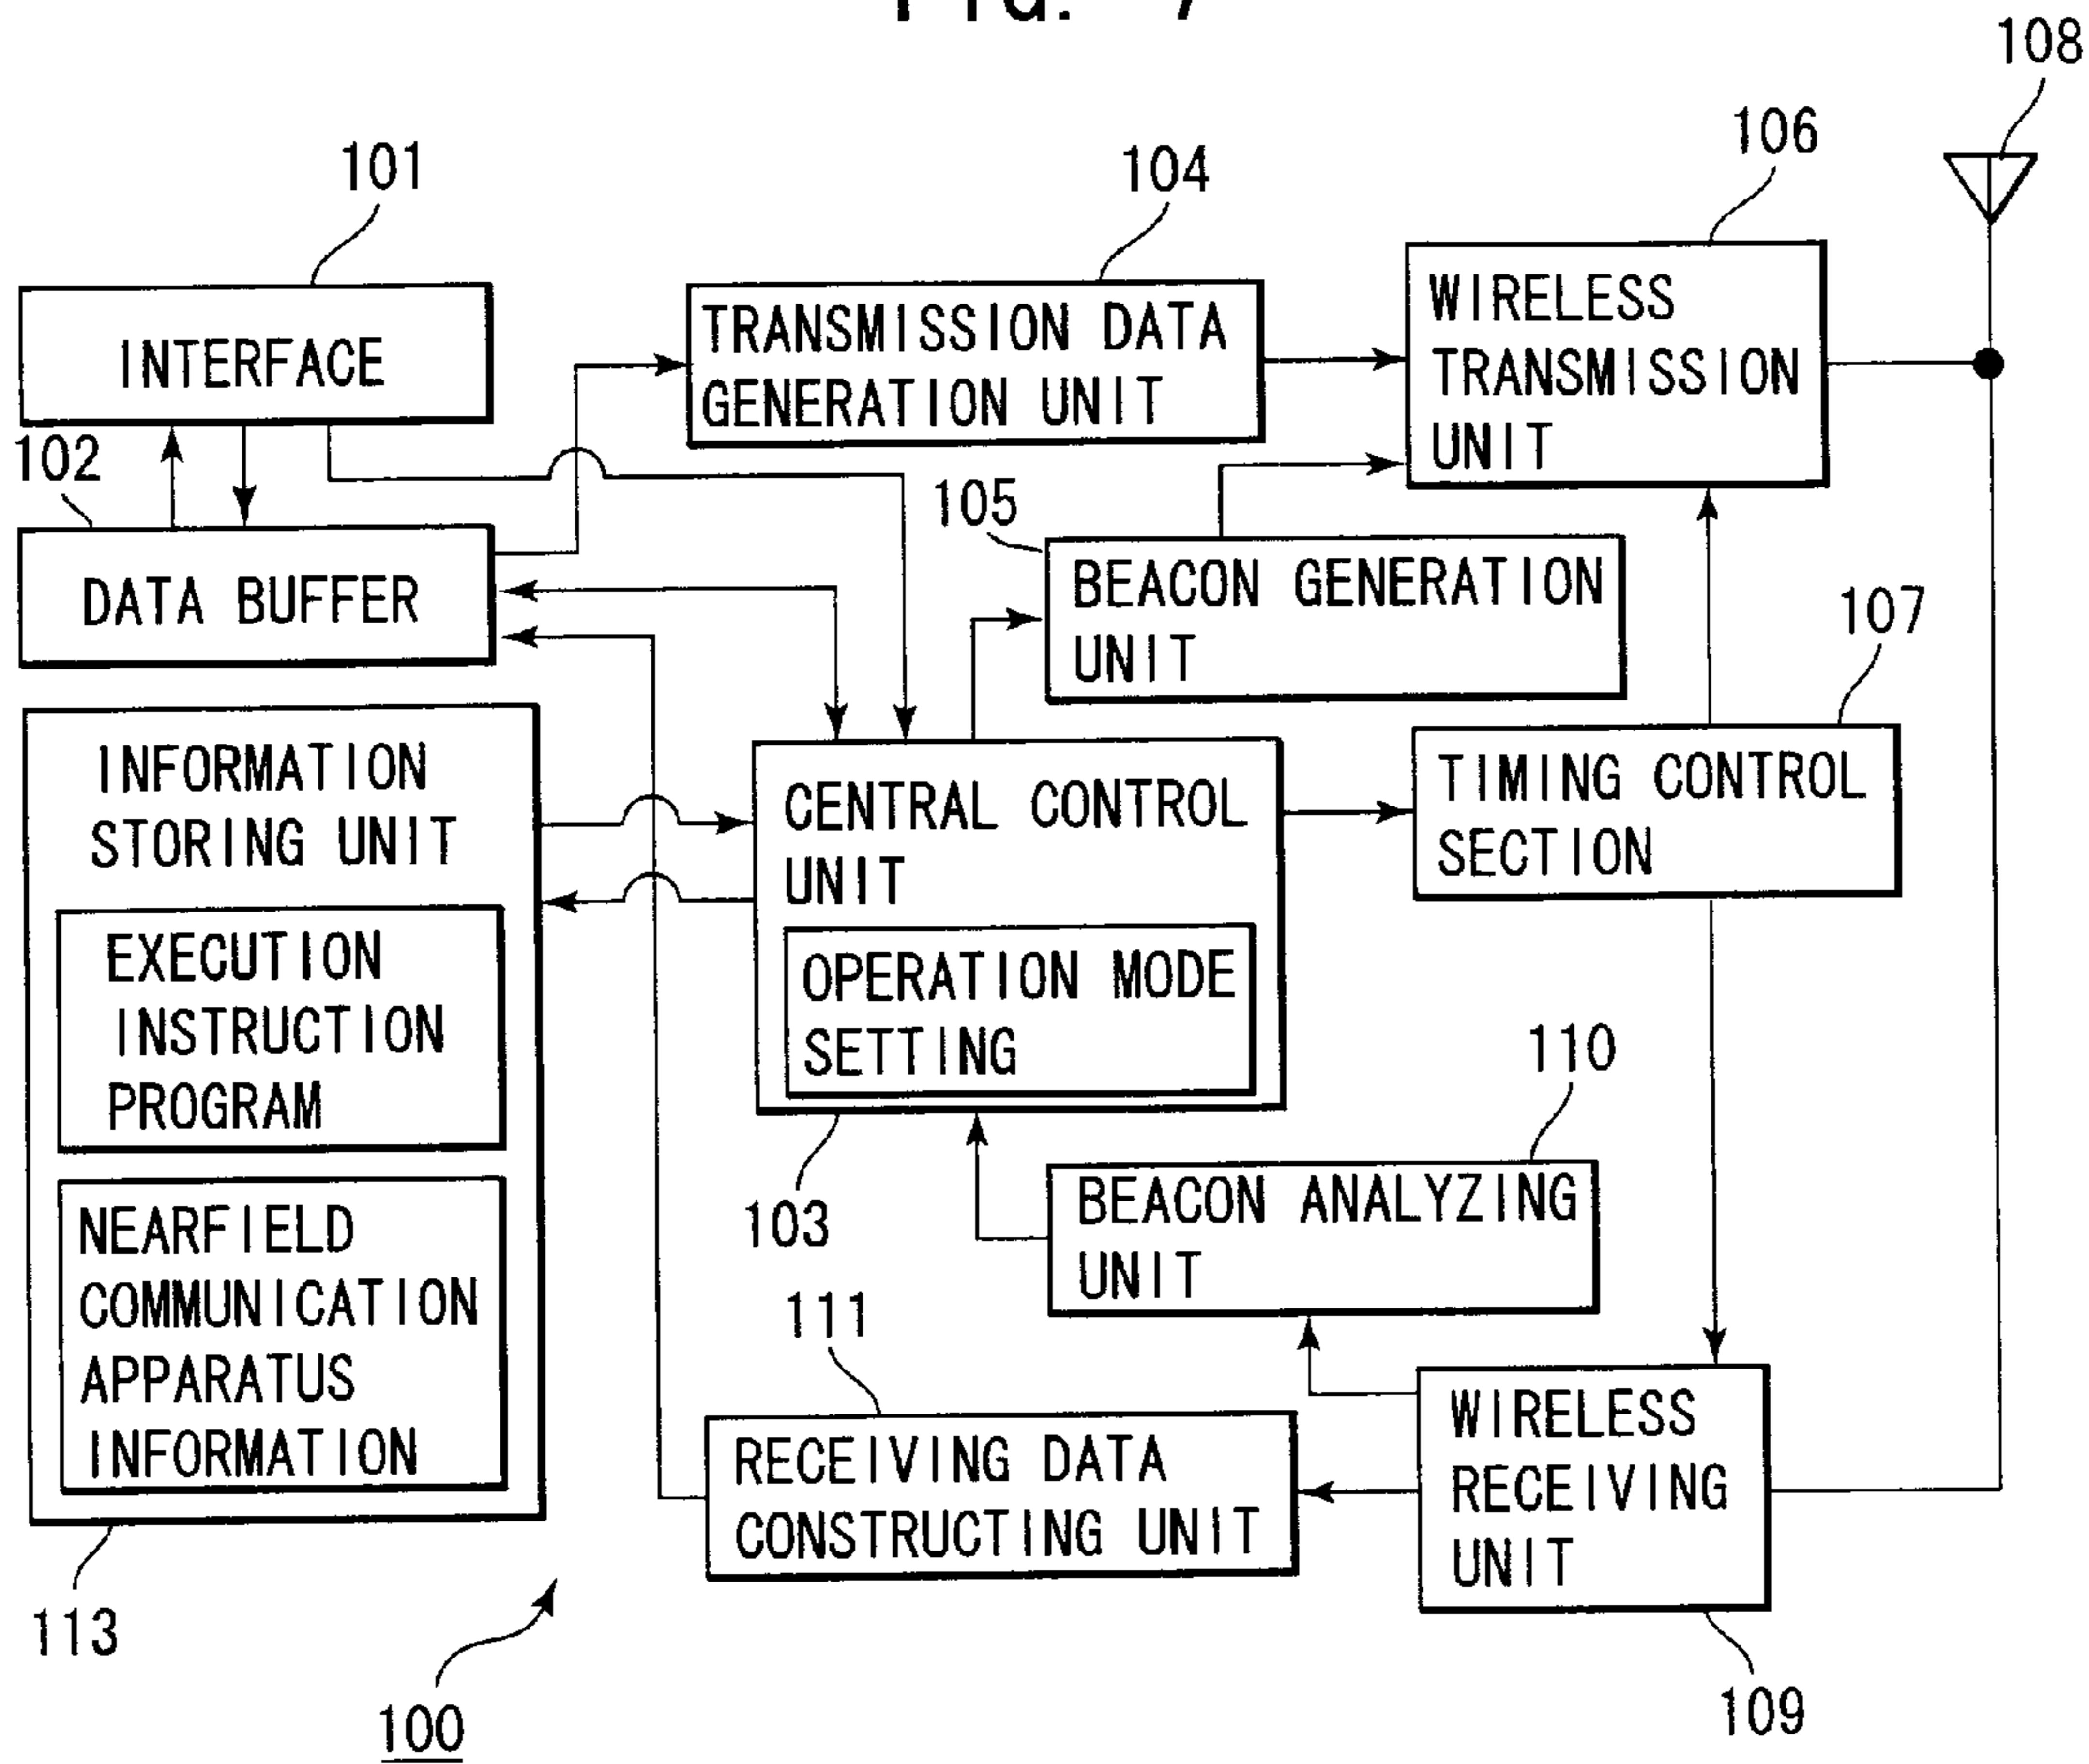 108
106
101
104
INTERFACE
TRANSMISSION DATA
GENERATION UNIT
WIRELESS
TRANSMISSION
UNIT
102
105
DATA BUFFER
BEACON GENERATION
UNIT
107
INFORMATION
STORING UNIT
CENTRAL CONTROL
UNIT
TIMING CONTROL
SECTION
EXECUTION
INSTRUCTION
PROGRAM
OPERATION MODE
SETTING
110
NEARFIELD
COMMUNICATION
APPARATUS
INFORMATION
103
BEACON ANALYZING
UNIT
111
RECEIVING DATA
CONSTRUCTING UNIT
WIRELESS
RECEIVING
UNIT
113
100
109